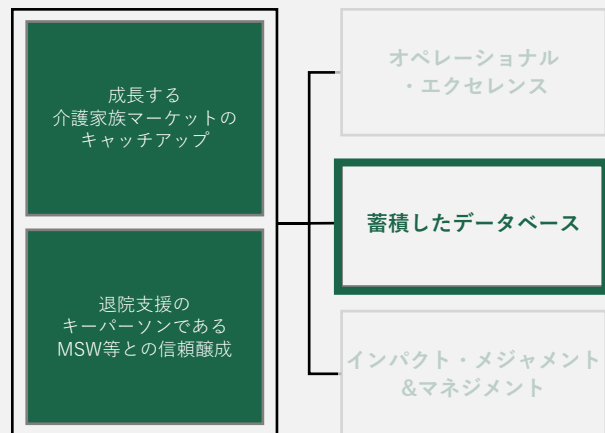 成長する
介護家族マーケットの
キャッチアップ
退院支援の
キーパーソンである
MSW等との信頼醸成
オペレーショナル
・エクセレンス
蓄積したデータベース
インパクト・メジャメント
&マネジメント